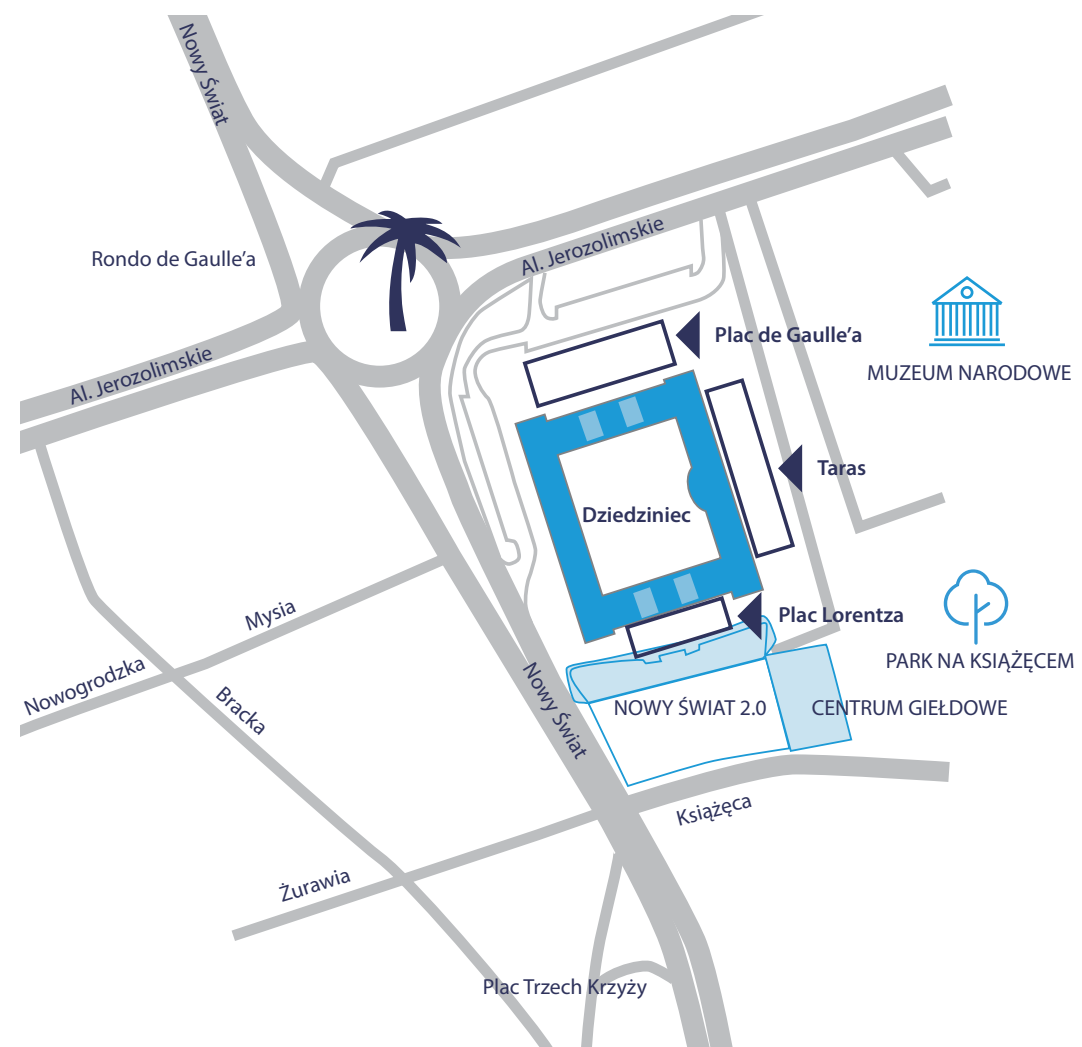 Nowy Świat
Al. Jerozolimskie
Rondo de Gaulle’a
Plac de Gaulle’a
Al. Jerozolimskie
MUZEUM NARODOWE
Taras
Dziedziniec
Mysia
Plac Lorentza
PARK NA KSIĄŻĘCEM
Nowogrodzka
Bracka
Nowy Świat
NOWY ŚWIAT 2.0
CENTRUM GIEŁDOWE
Książęca
Żurawia
Plac Trzech Krzyży